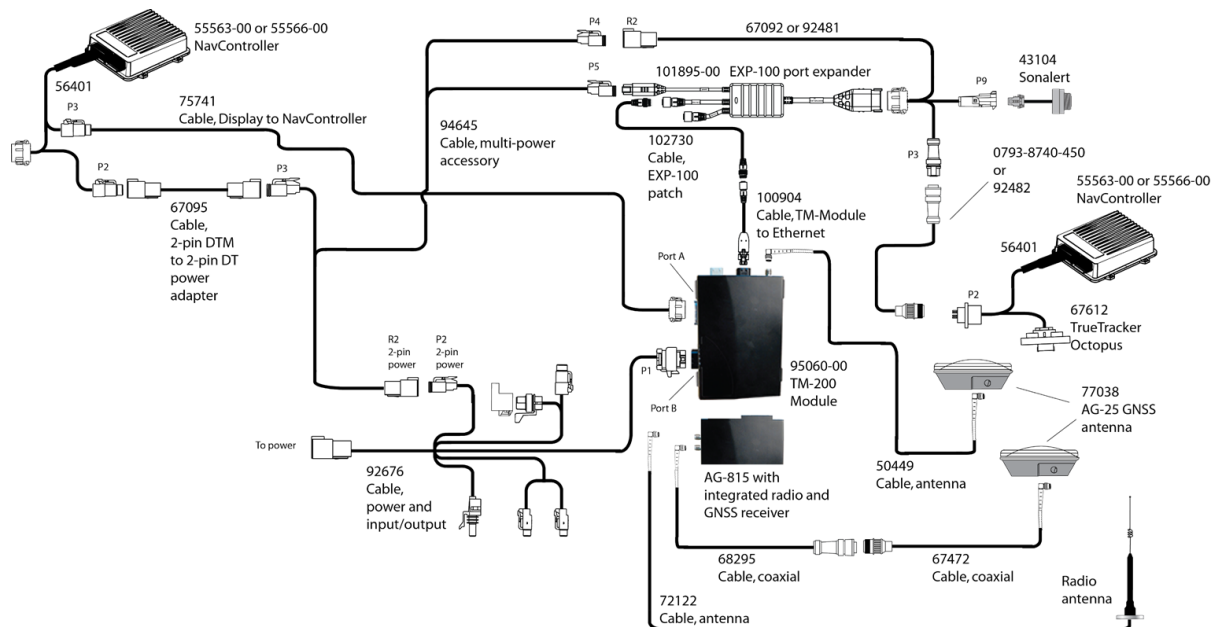 55563-00 or 55566-00
NavController
56401
P3
75741
Cable, Display to NavController
P2
P3
67095
Cable,
2-pin DTM
to 2-pin DT
power
adapter
94645
Cable, multi-power
accessory
P4
R2
67092 or 92481
P5
101895-00
EXP-100 port expander
P9
43104
Sonalert
102730
Cable,
EXP-100
patch
P3
0793-8740-450
or
92482
100904
Cable, TM-Module
to Ethernet
55563-00 or 55566-00
NavController
56401
P2
67612
TrueTracker
Octopus
Port A
R2
2-pin
power
P2
2-pin
power
P1
Port B
95060-00
TM-200
Module
77038
AG-25 GNSS
antenna
To power
92676
Cable,
power and
input/output
AG-815 with
integrated radio and
GNSS receiver
50449
Cable, antenna
68295
Cable, coaxial
67472
Cable, coaxial
72122
Cable, antenna
Radio
antenna